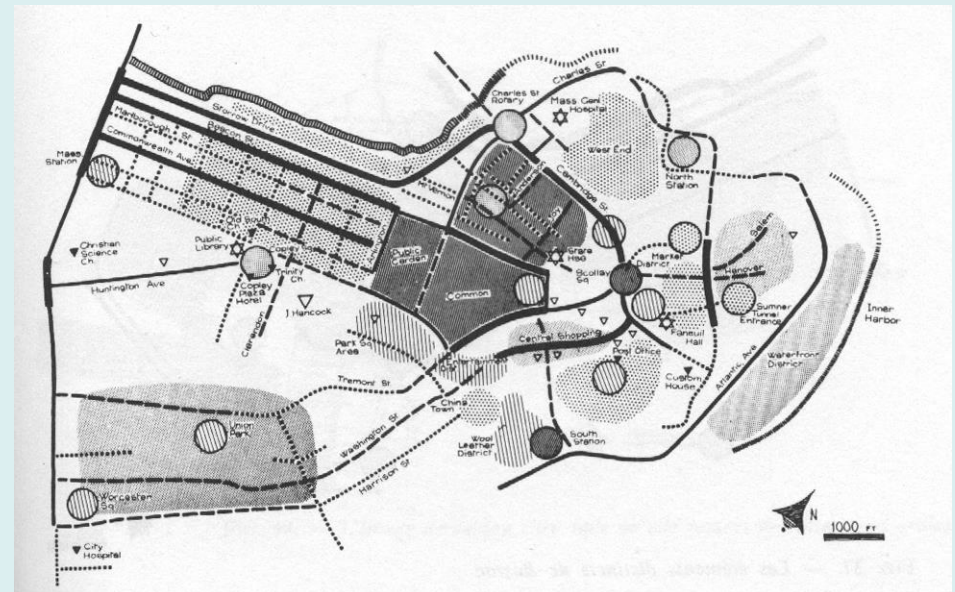 Charles St
Charles St
Rotary
Mass Genl
Hospital
West End
North
Station
Storrow Drive
Beacon St
Marlborough St
Commonwealth Ave
Mass.
Station
Cambridge St
State
Hse
Scollay
Sq
Market
District
Salem
Hanover
Sumner
Tunnel
Entrance
Faneuil
Hall
Inner
Harbor
Waterfront
District
Atlantic Ave
Custom
House
Post Office
Central Shopping
Public
Garden
Common
Christian
Science
Ch.
Public
Library
Copley Sq
Trinity
Ch.
Copley
Plaza
Hotel
Huntington Ave
Clarendon
J. Hancock
Park Sq
Area
Tremont St
China
Town
Wool
Leather
District
South
Station
Washington St
Harrison St
Union
Park
Worcester
Sq
City
Hospital
N
1000 FT